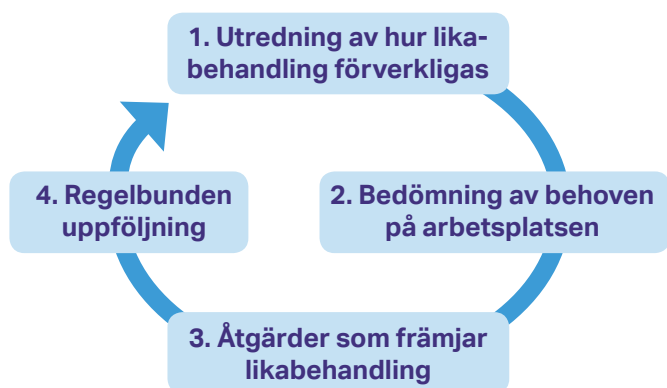 1. Utredning av hur lika-
behandling förverkligas
2. Bedömning av behoven
på arbetsplatsen
3. Åtgärder som främjar
likabehandling
4. Regelbunden
uppföljning